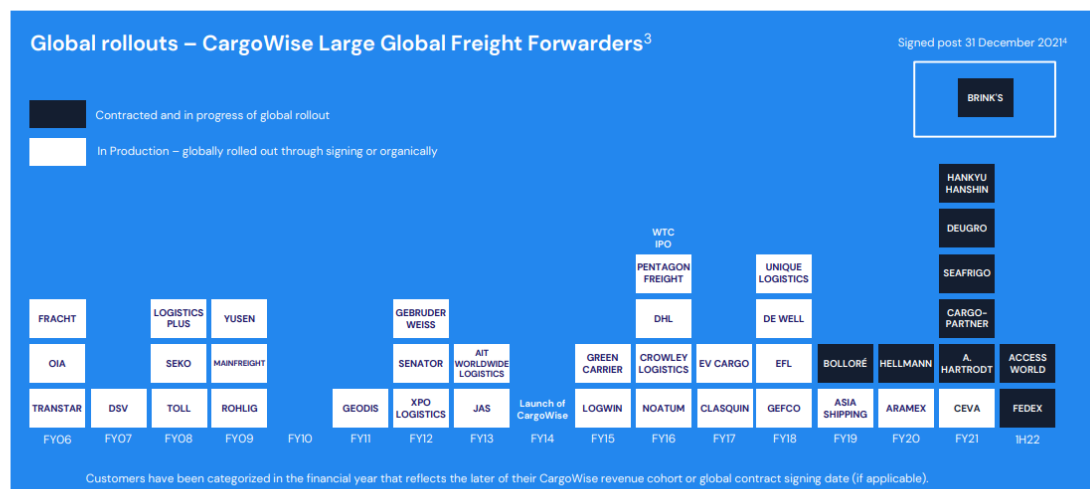 Global rollouts – CargoWise Large Global Freight Forwarders³
Signed post 31 December 2021⁴
BRINK'S
Contracted and in progress of global rollout
In Production – globally rolled out through signing or organically
HANKYU
HANSHIN
DEUGRO
WTC
IPO
PENTAGON
FREIGHT
UNIQUE
LOGISTICS
SEAFRIGO
FRACHT
LOGISTICS
PLUS
YUSEN
GEBRUDER
WEISS
DHL
DE WELL
CARGO-
PARTNER
OIA
SEKO
MAINFREIGHT
SENATOR
AIT
WORLDWIDE
LOGISTICS
GREEN
CARRIER
CROWLEY
LOGISTICS
EV CARGO
EFL
BOLLORÉ
HELLMANN
A.
HARTRODT
ACCESS
WORLD
TRANSTAR
DSV
TOLL
ROHLIG
GEODIS
XPO
LOGISTICS
JAS
Launch of
CargoWise
LOGWIN
NOATUM
CLASQUIN
GEFCO
ASIA
SHIPPING
ARAMEX
CEVA
FEDEX
FY06
FY07
FY08
FY09
FY10
FY11
FY12
FY13
FY14
FY15
FY16
FY17
FY18
FY19
FY20
FY21
1H22
Customers have been categorized in the financial year that reflects the later of their CargoWise revenue cohort or global contract signing date (if applicable).